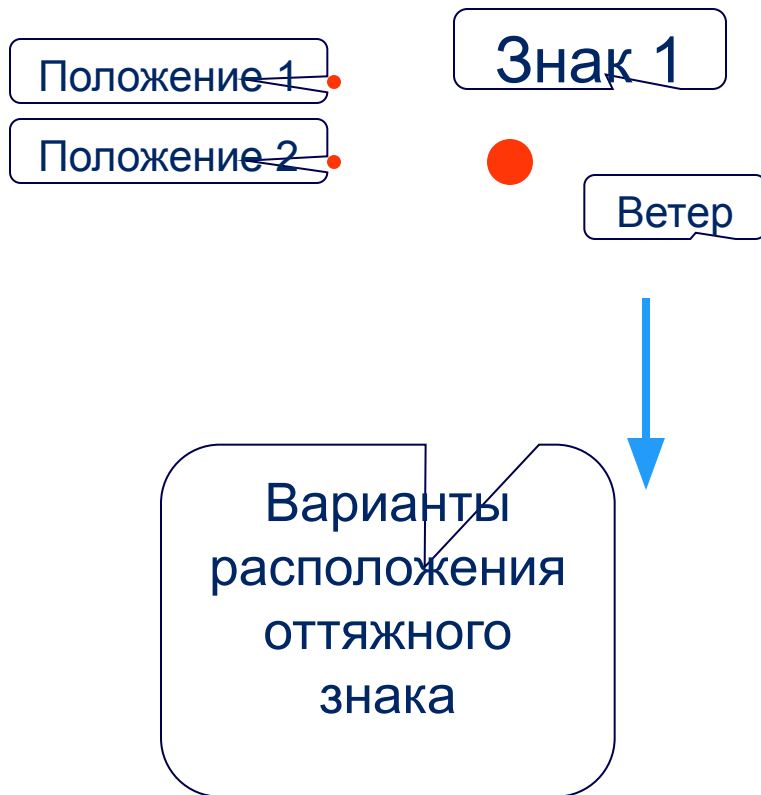 Положение 1
Знак 1
Положение 2
Ветер
Варианты
расположения
оттяжного
знака